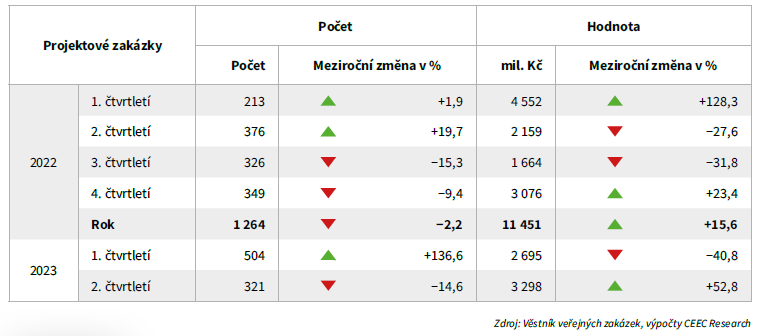 Projektové zakázky Počet Hodnota
Počet Meziroční změna v % mil. Kč Meziroční změna v %
2022 1. čtvrtletí 213 +1,9 4 552 +128,3
2. čtvrtletí 376 +19,7 2 159 −27,6
3. čtvrtletí 326 −15,3 1 664 −31,8
4. čtvrtletí 349 −9,4 3 076 +23,4
Rok 1 264 −2,2 11 451 +15,6
2023 1. čtvrtletí 504 +136,6 2 695 −40,8
2. čtvrtletí 321 −14,6 3 298 +52,8
Zdroj: Věstník veřejných zakázek, výpočty CEEC Research